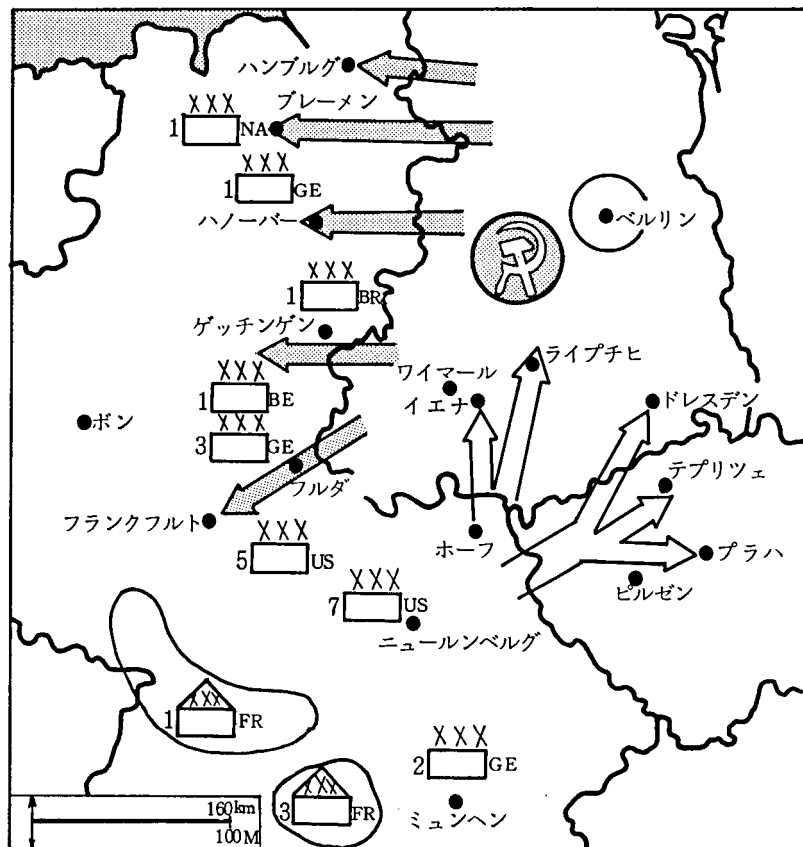 ハンブルグ
ブレーメン
XXX
1 NA
XXX
1 GE
ハノーバー
ベルリン
XXX
1 BR
ゲッチンゲン
ライプチヒ
ワイマール
イエナ
XXX
1 BE
ドレスデン
ボン
XXX
3 GE
フルダ
テプリツェ
フランクフルト
ホーフ
プラハ
XXX
5 US
ピルゼン
XXX
7 US
ニュールンベルグ
XXX
1 FR
XXX
2 GE
XXX
3 FR
ミュンヘン
160km
100M